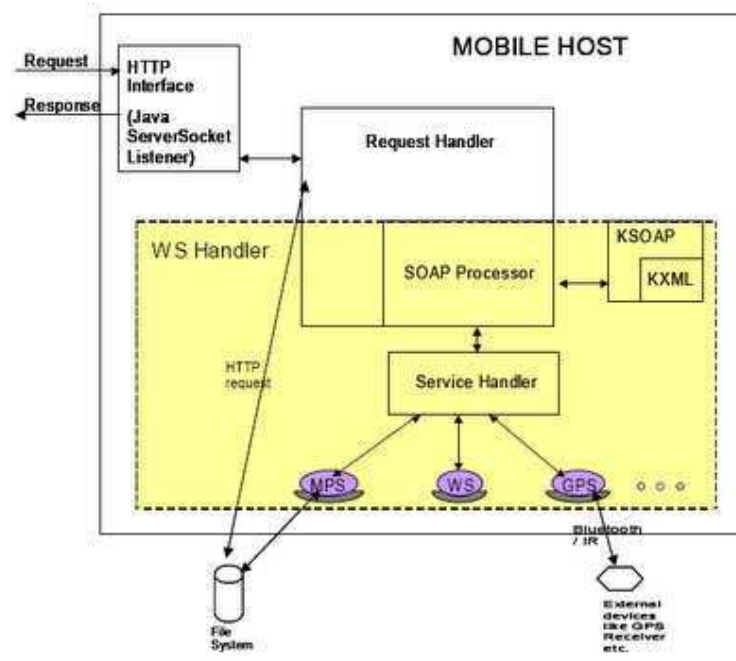 MOBILE HOST
Request
Response
HTTP
Interface
(Java
ServerSocket
Listener)
Request Handler
WS Handler
SOAP Processor
KSOAP
KXML
HTTP
request
Service Handler
MPS
WS
GPS
Bluetooth
/ IR
File
System
External
devices
like GPS
Receiver
etc.